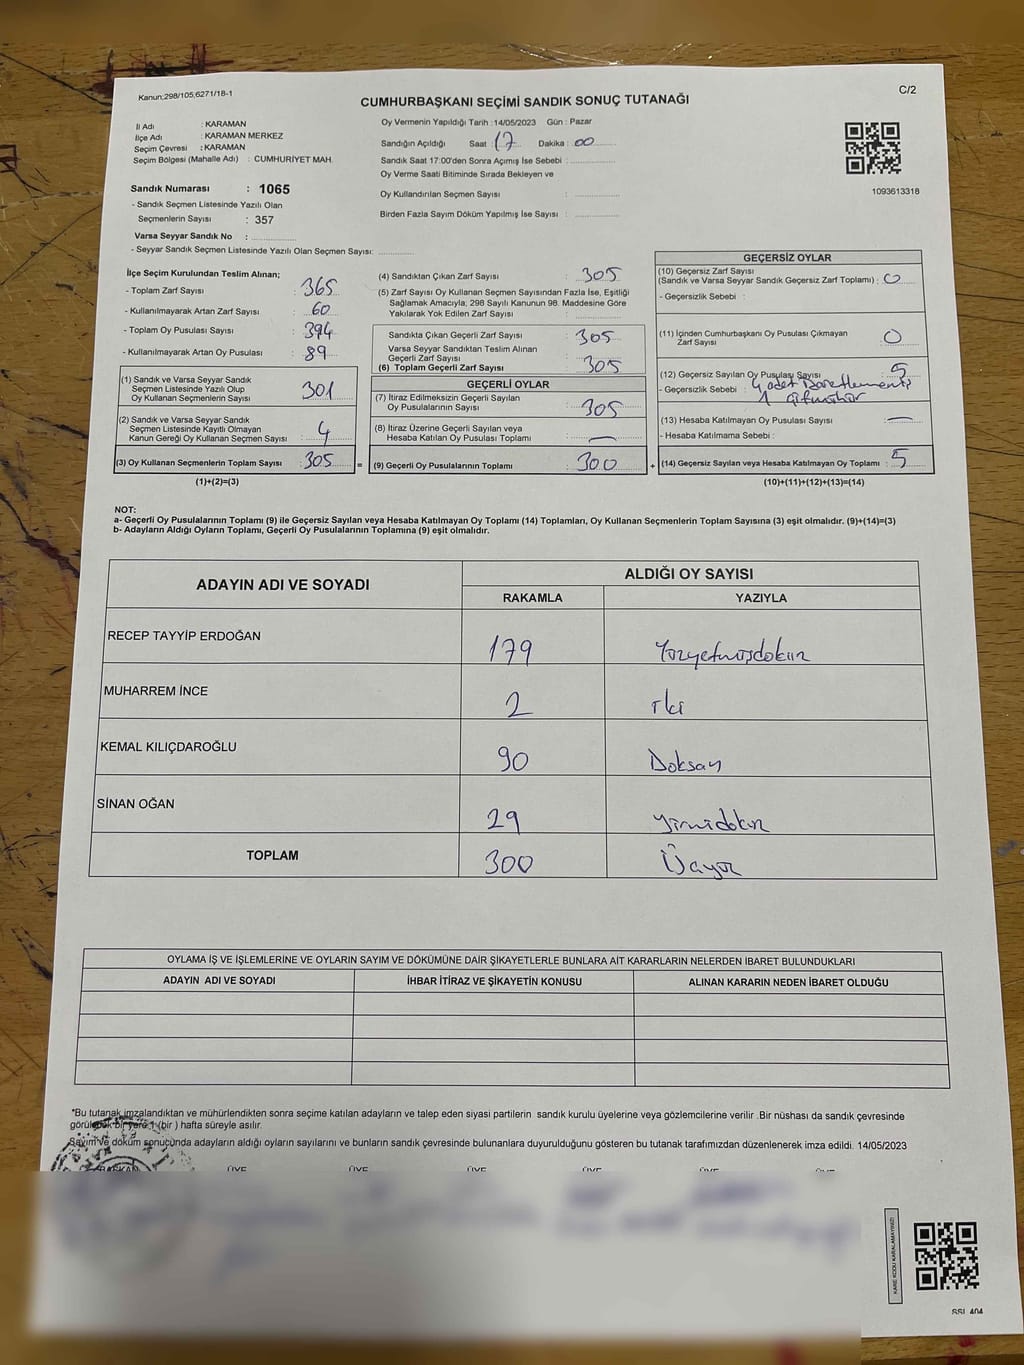 Kanun;298/105,6271/18-1
C/2
CUMHURBAŞKANI SEÇİMİ SANDIK SONUÇ TUTANAĞI
İl Adı : KARAMAN
İlçe Adı : KARAMAN MERKEZ
Seçim Çevresi : KARAMAN
Seçim Bölgesi (Mahalle Adı) : CUMHURİYET MAH.
Oy Vermenin Yapıldığı Tarih :14/05/2023 Gün : Pazar
Sandığın Açıldığı Saat 17 Dakika : 00
Sandık Saat 17:00'den Sonra Açımış İse Sebebi :
Oy Verme Saati Bitiminde Sırada Bekleyen ve
Oy Kullandırılan Seçmen Sayısı :
Birden Fazla Sayım Döküm Yapılmış İse Sayısı :
1093613318
Sandık Numarası : 1065
- Sandık Seçmen Listesinde Yazılı Olan
Seçmenlerin Sayısı : 357
Varsa Seyyar Sandık No :
- Seyyar Sandık Seçmen Listesinde Yazılı Olan Seçmen Sayısı:
İlçe Seçim Kurulundan Teslim Alınan;
- Toplam Zarf Sayısı : 365
- Kullanılmayarak Artan Zarf Sayısı : 60
- Toplam Oy Pusulası Sayısı : 394
- Kullanılmayarak Artan Oy Pusulası : 89
(1) Sandık ve Varsa Seyyar Sandık
Seçmen Listesinde Yazılı Olup
Oy Kullanan Seçmenlerin Sayısı : 301
(2) Sandık ve Varsa Seyyar Sandık
Seçmen Listesinde Kayıtlı Olmayan
Kanun Gereği Oy Kullanan Seçmen Sayısı : 4
(3) Oy Kullanan Seçmenlerin Toplam Sayısı : 305 =
(1)+(2)=(3)
(4) Sandıktan Çıkan Zarf Sayısı : 305
(5) Zarf Sayısı Oy Kullanan Seçmen Sayısından Fazla İse, Eşitliği
Sağlamak Amacıyla; 298 Sayılı Kanunun 98. Maddesine Göre
Yakılarak Yok Edilen Zarf Sayısı :
Sandıkta Çıkan Geçerli Zarf Sayısı : 305
Varsa Seyyar Sandıktan Teslim Alınan
Geçerli Zarf Sayısı :
(6) Toplam Geçerli Zarf Sayısı : 305
GEÇERLİ OYLAR
(7) İtiraz Edilmeksizin Geçerli Sayılan
Oy Pusulalarının Sayısı : 305
(8) İtiraz Üzerine Geçerli Sayılan veya
Hesaba Katılan Oy Pusulası Toplamı : —
(9) Geçerli Oy Pusulalarının Toplamı : 300 +
GEÇERSİZ OYLAR
(10) Geçersiz Zarf Sayısı
(Sandık ve Varsa Seyyar Sandık Geçersiz Zarf Toplamı) : 0
- Geçersizlik Sebebi :
(11) İçinden Cumhurbaşkanı Oy Pusulası Çıkmayan
Zarf Sayısı : 0
(12) Geçersiz Sayılan Oy Pusulası Sayısı : 5
- Geçersizlik Sebebi : 4 adet
1 çift mühür
(13) Hesaba Katılmayan Oy Pusulası Sayısı : —
- Hesaba Katılmama Sebebi :
(14) Geçersiz Sayılan veya Hesaba Katılmayan Oy Toplamı : 5
(10)+(11)+(12)+(13)=(14)
NOT:
a- Geçerli Oy Pusulalarının Toplamı (9) ile Geçersiz Sayılan veya Hesaba Katılmayan Oy Toplamı (14) Toplamları, Oy Kullanan Seçmenlerin Toplam Sayısına (3) eşit olmalıdır. (9)+(14)=(3)
b- Adayların Aldığı Oyların Toplamı, Geçerli Oy Pusulalarının Toplamına (9) eşit olmalıdır.
ADAYIN ADI VE SOYADI
ALDIĞI OY SAYISI
RAKAMLA YAZIYLA
RECEP TAYYİP ERDOĞAN 179 Yüzyetmişdokuz
MUHARREM İNCE 2 iki
KEMAL KILIÇDAROĞLU 90 Doksan
SİNAN OĞAN 29 yirmidokuz
TOPLAM 300 Üçyüz
OYLAMA İŞ VE İŞLEMLERİNE VE OYLARIN SAYIM VE DÖKÜMÜNE DAİR ŞİKAYETLERLE BUNLARA AİT KARARLARIN NELERDEN İBARET BULUNDUKLARI
ADAYIN ADI VE SOYADI İHBAR İTİRAZ VE ŞİKAYETİN KONUSU ALINAN KARARIN NEDEN İBARET OLDUĞU
*Bu tutanak imzalandıktan ve mühürlendikten sonra seçime katılan adayların ve talep eden siyasi partilerin sandık kurulu üyelerine veya gözlemcilerine verilir .Bir nüshası da sandık çevresinde
görülecek bir yere 1 (bir ) hafta süreyle asılır.
Sayım ve döküm sonucunda adayların aldığı oyların sayılarını ve bunların sandık çevresinde bulunanlara duyurulduğunu gösteren bu tutanak tarafımızdan düzenlenerek imza edildi. 14/05/2023
BAŞKAN ÜYE ÜYE ÜYE ÜYE ÜYE ÜYE
KARE KODU KARALAMAYINIZ!
SSI 404